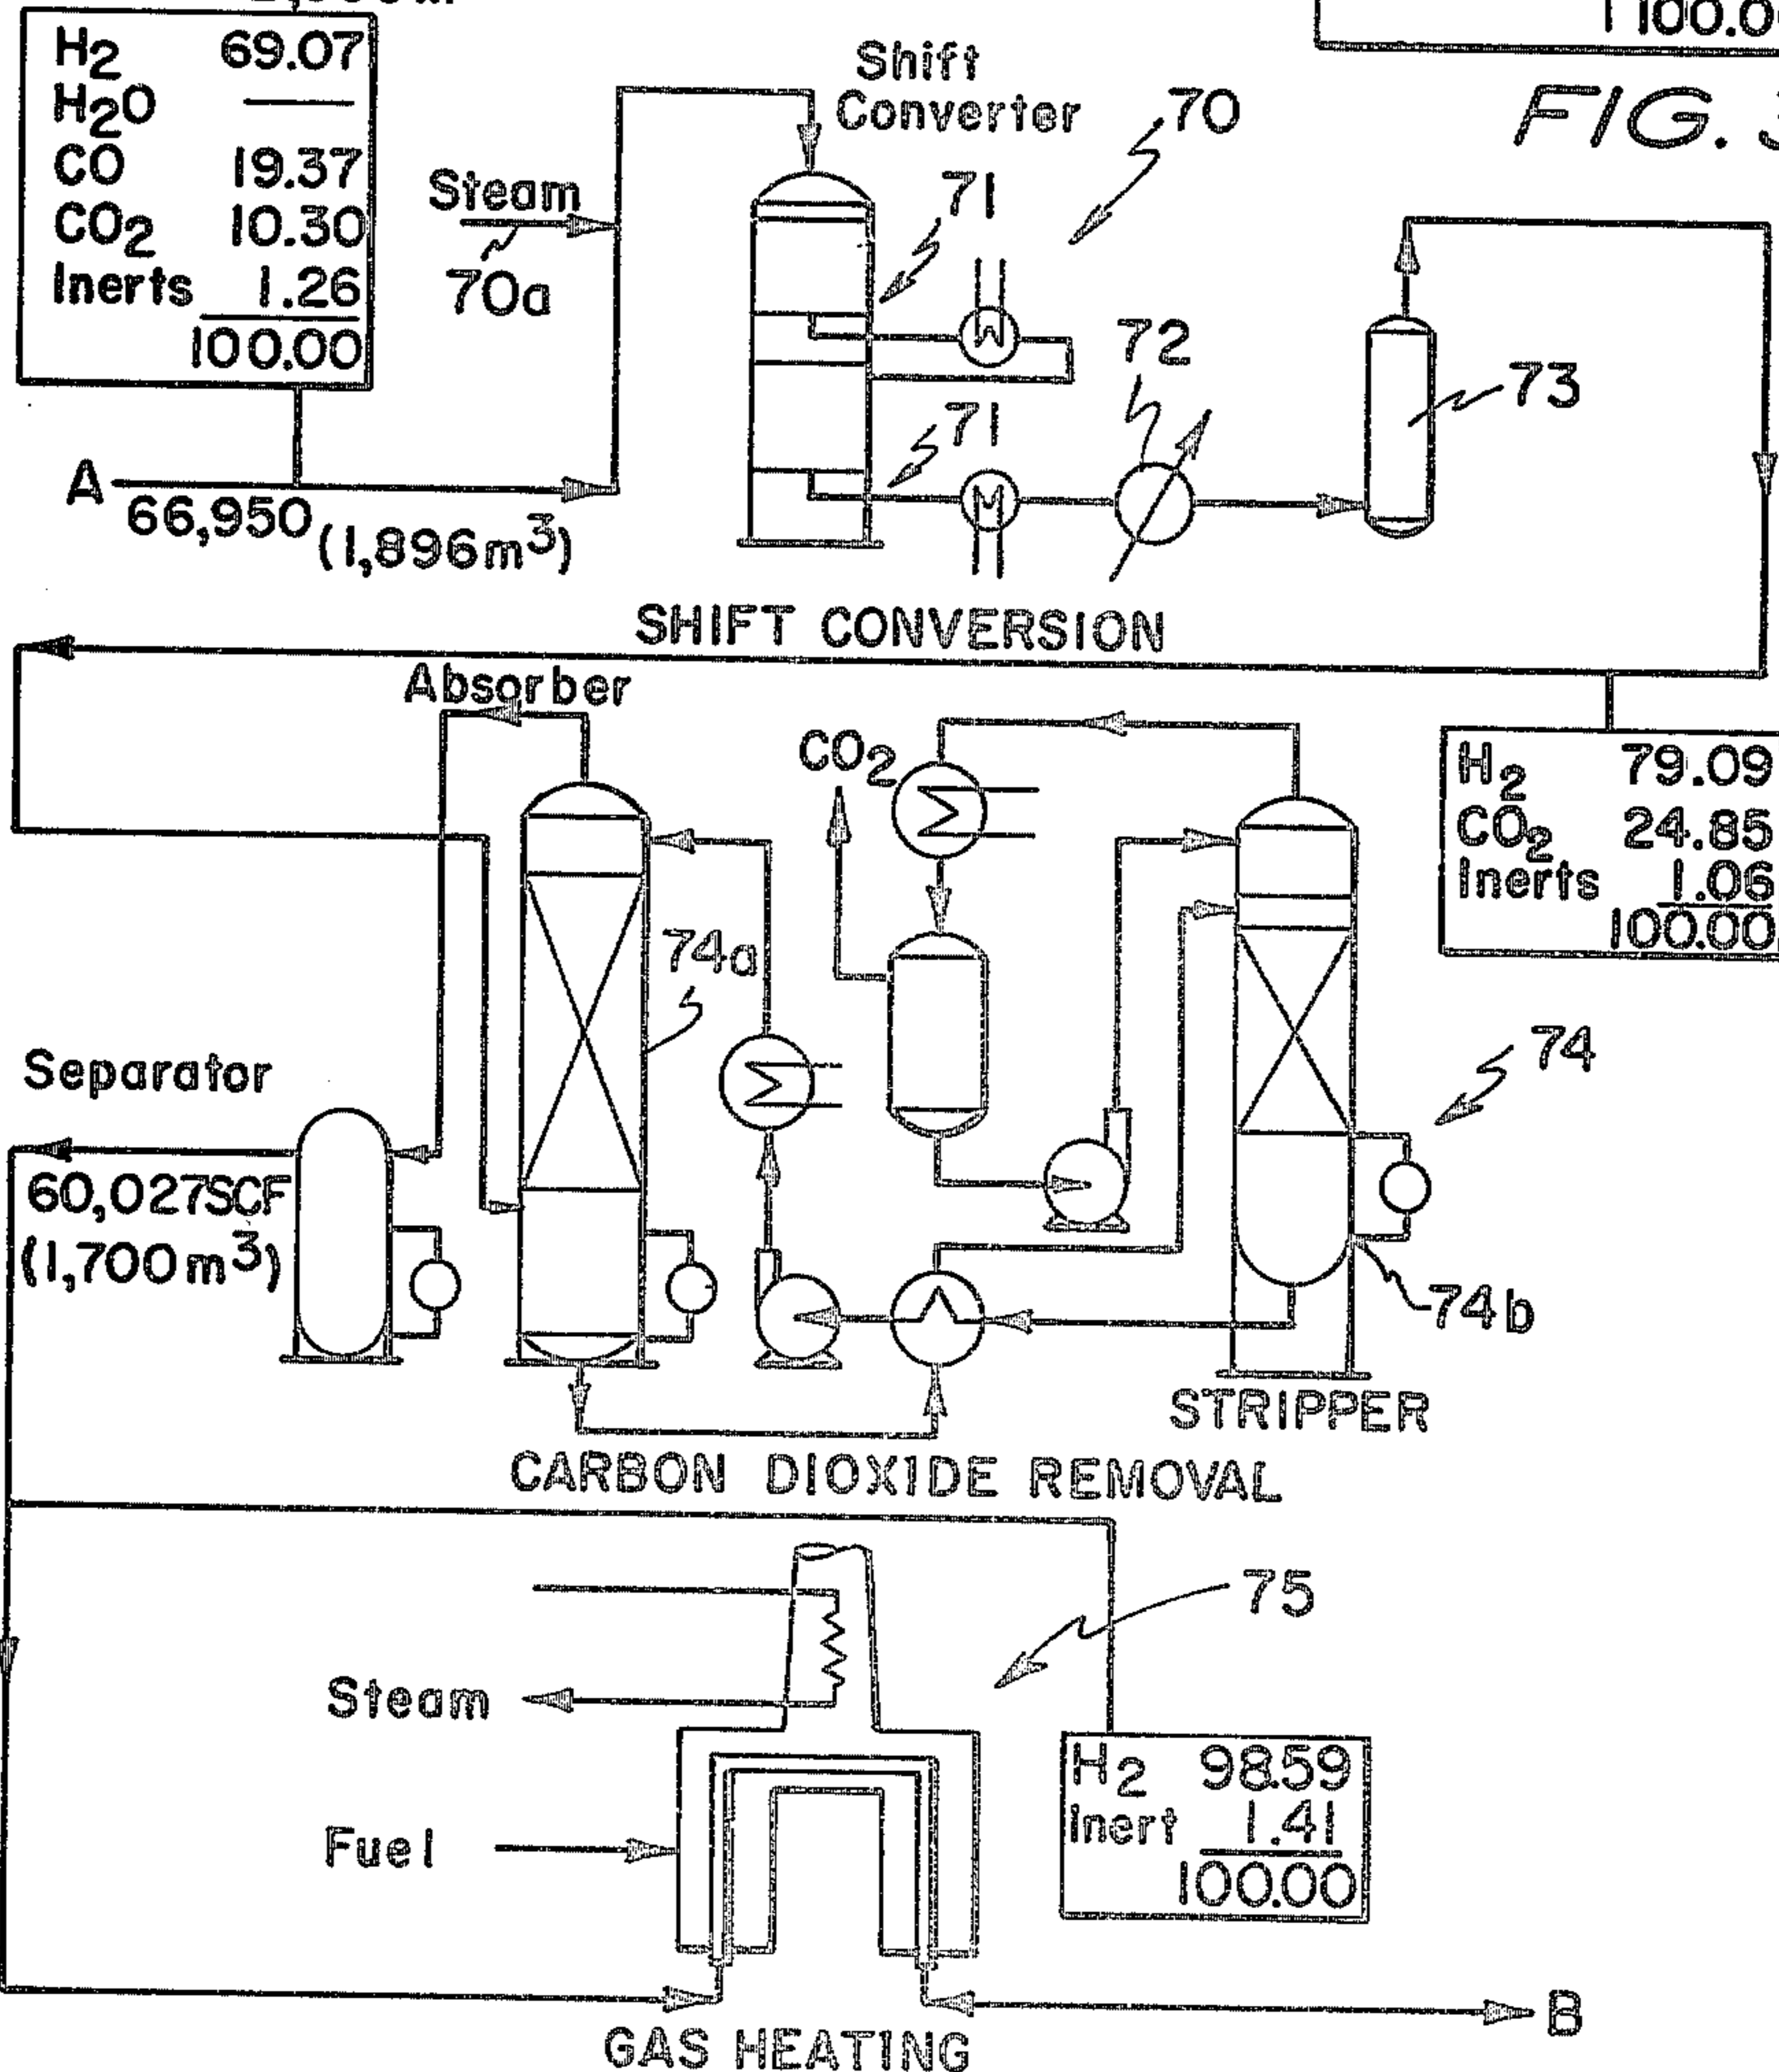 H2 69.07
H2O —
CO 19.37
CO2 10.30
Inerts 1.26
100.00
100.0
FIG. 3
Shift
Converter
70
Steam
70a
71
72
73
71
A
66,950 (1,896m3)
SHIFT CONVERSION
Absorber
CO2
H2 79.09
CO2 24.85
Inerts 1.06
100.00
74a
74
Separator
60,027SCF
(1,700m3)
74b
STRIPPER
CARBON DIOXIDE REMOVAL
75
Steam
H2 98.59
Inert 1.41
100.00
Fuel
B
GAS HEATING